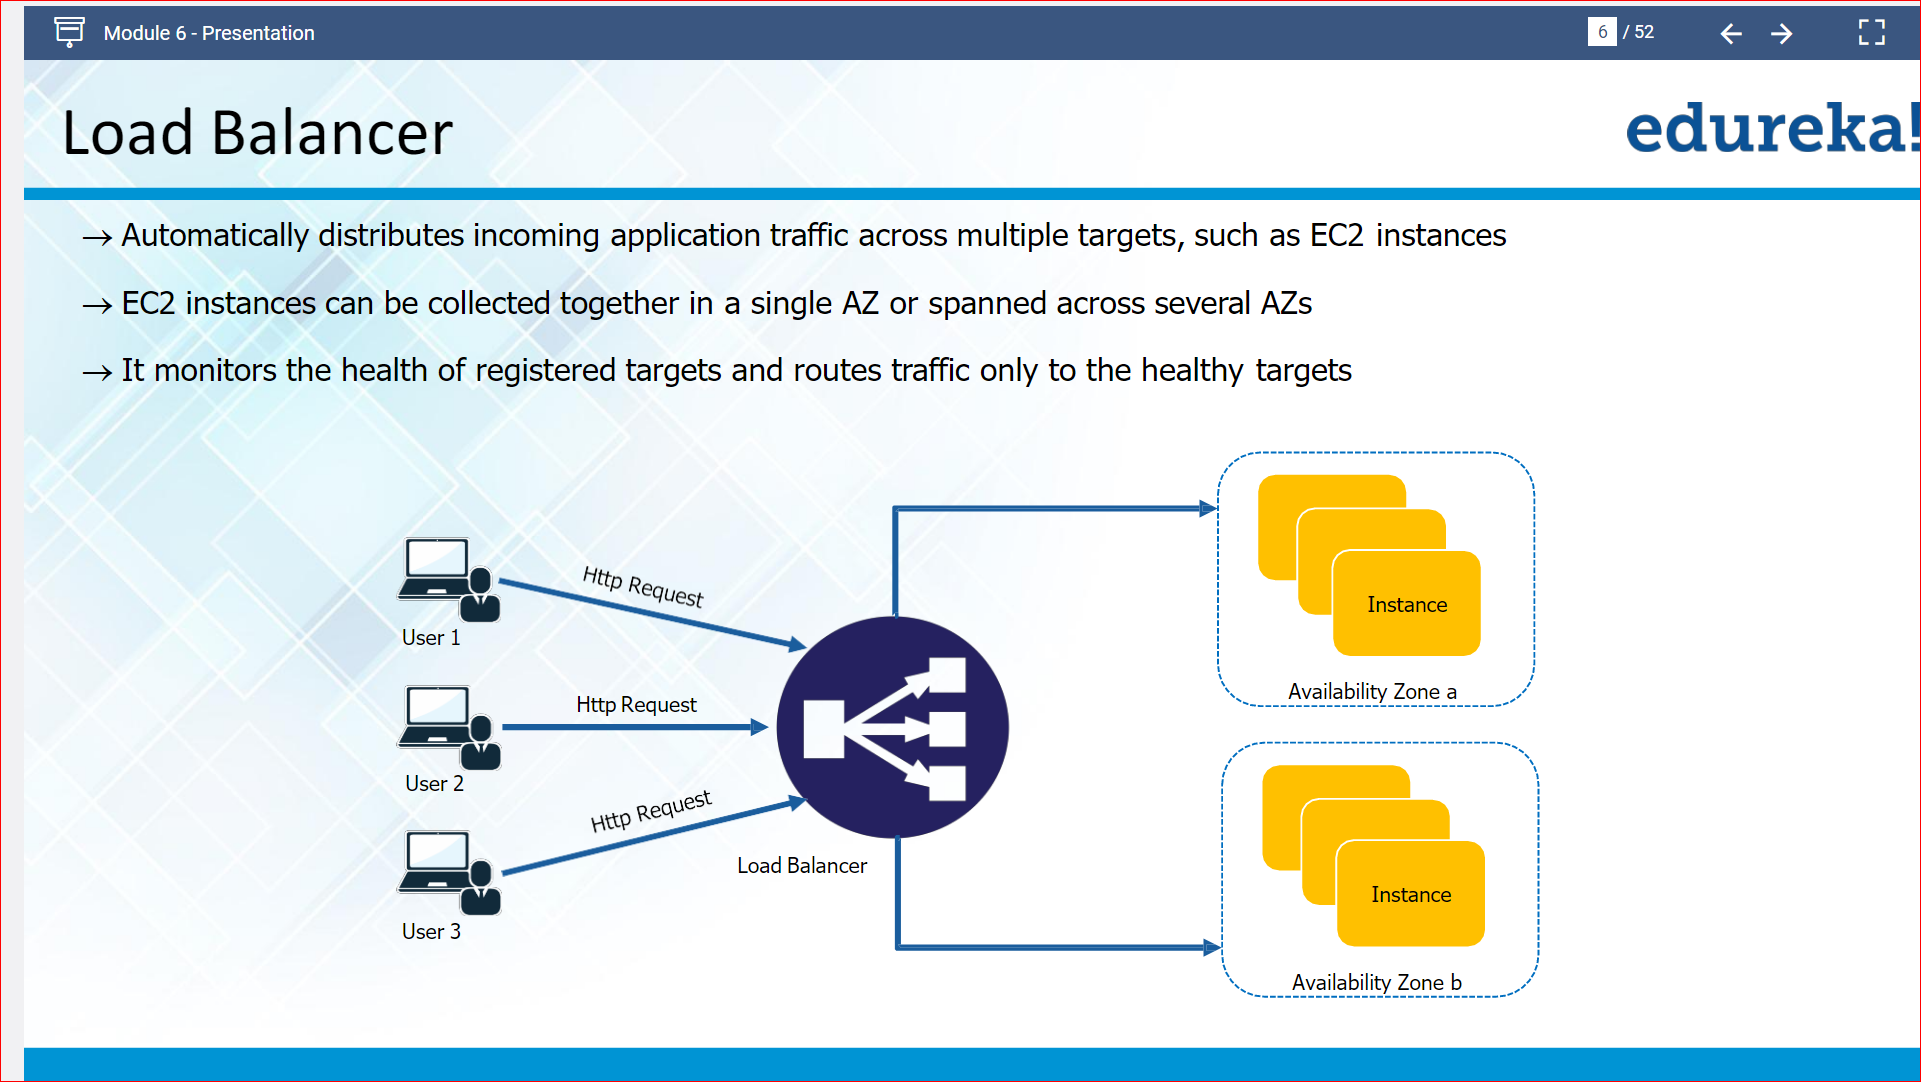 Module 6 - Presentation
6 / 52
Load Balancer
edureka!
→ Automatically distributes incoming application traffic across multiple targets, such as EC2 instances
→ EC2 instances can be collected together in a single AZ or spanned across several AZs
→ It monitors the health of registered targets and routes traffic only to the healthy targets
Http Request
User 1
Http Request
User 2
Http Request
User 3
Load Balancer
Instance
Availability Zone a
Instance
Availability Zone b